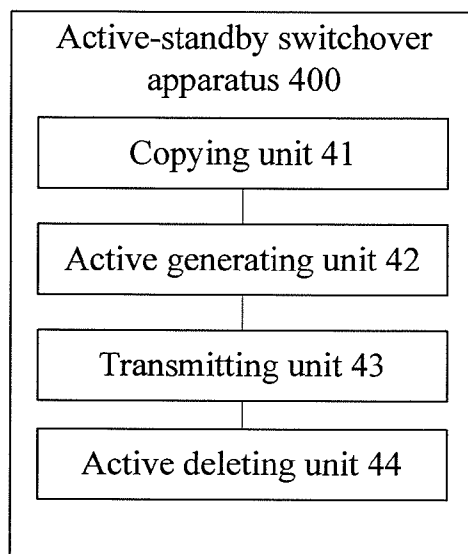 Active-standby switchover
apparatus 400
Copying unit 41
Active generating unit 42
Transmitting unit 43
Active deleting unit 44